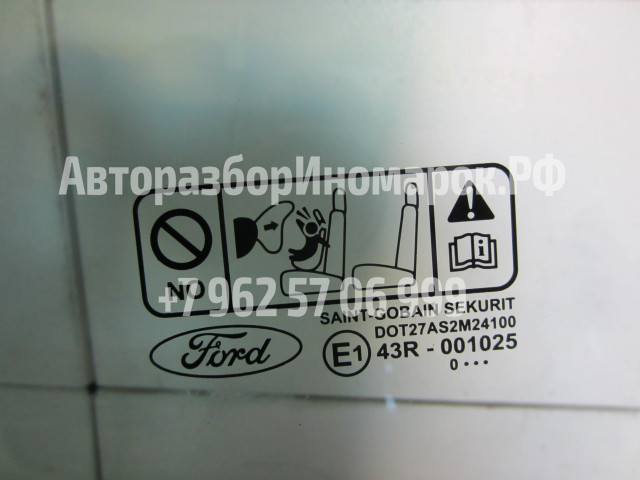 АвторазборИномарок.РФ
NO
+7 962 57 06 999
SAINT-GOBAIN SEKURIT
DOT27AS2M24100
Ford
E1 43R - 001025
0 ...